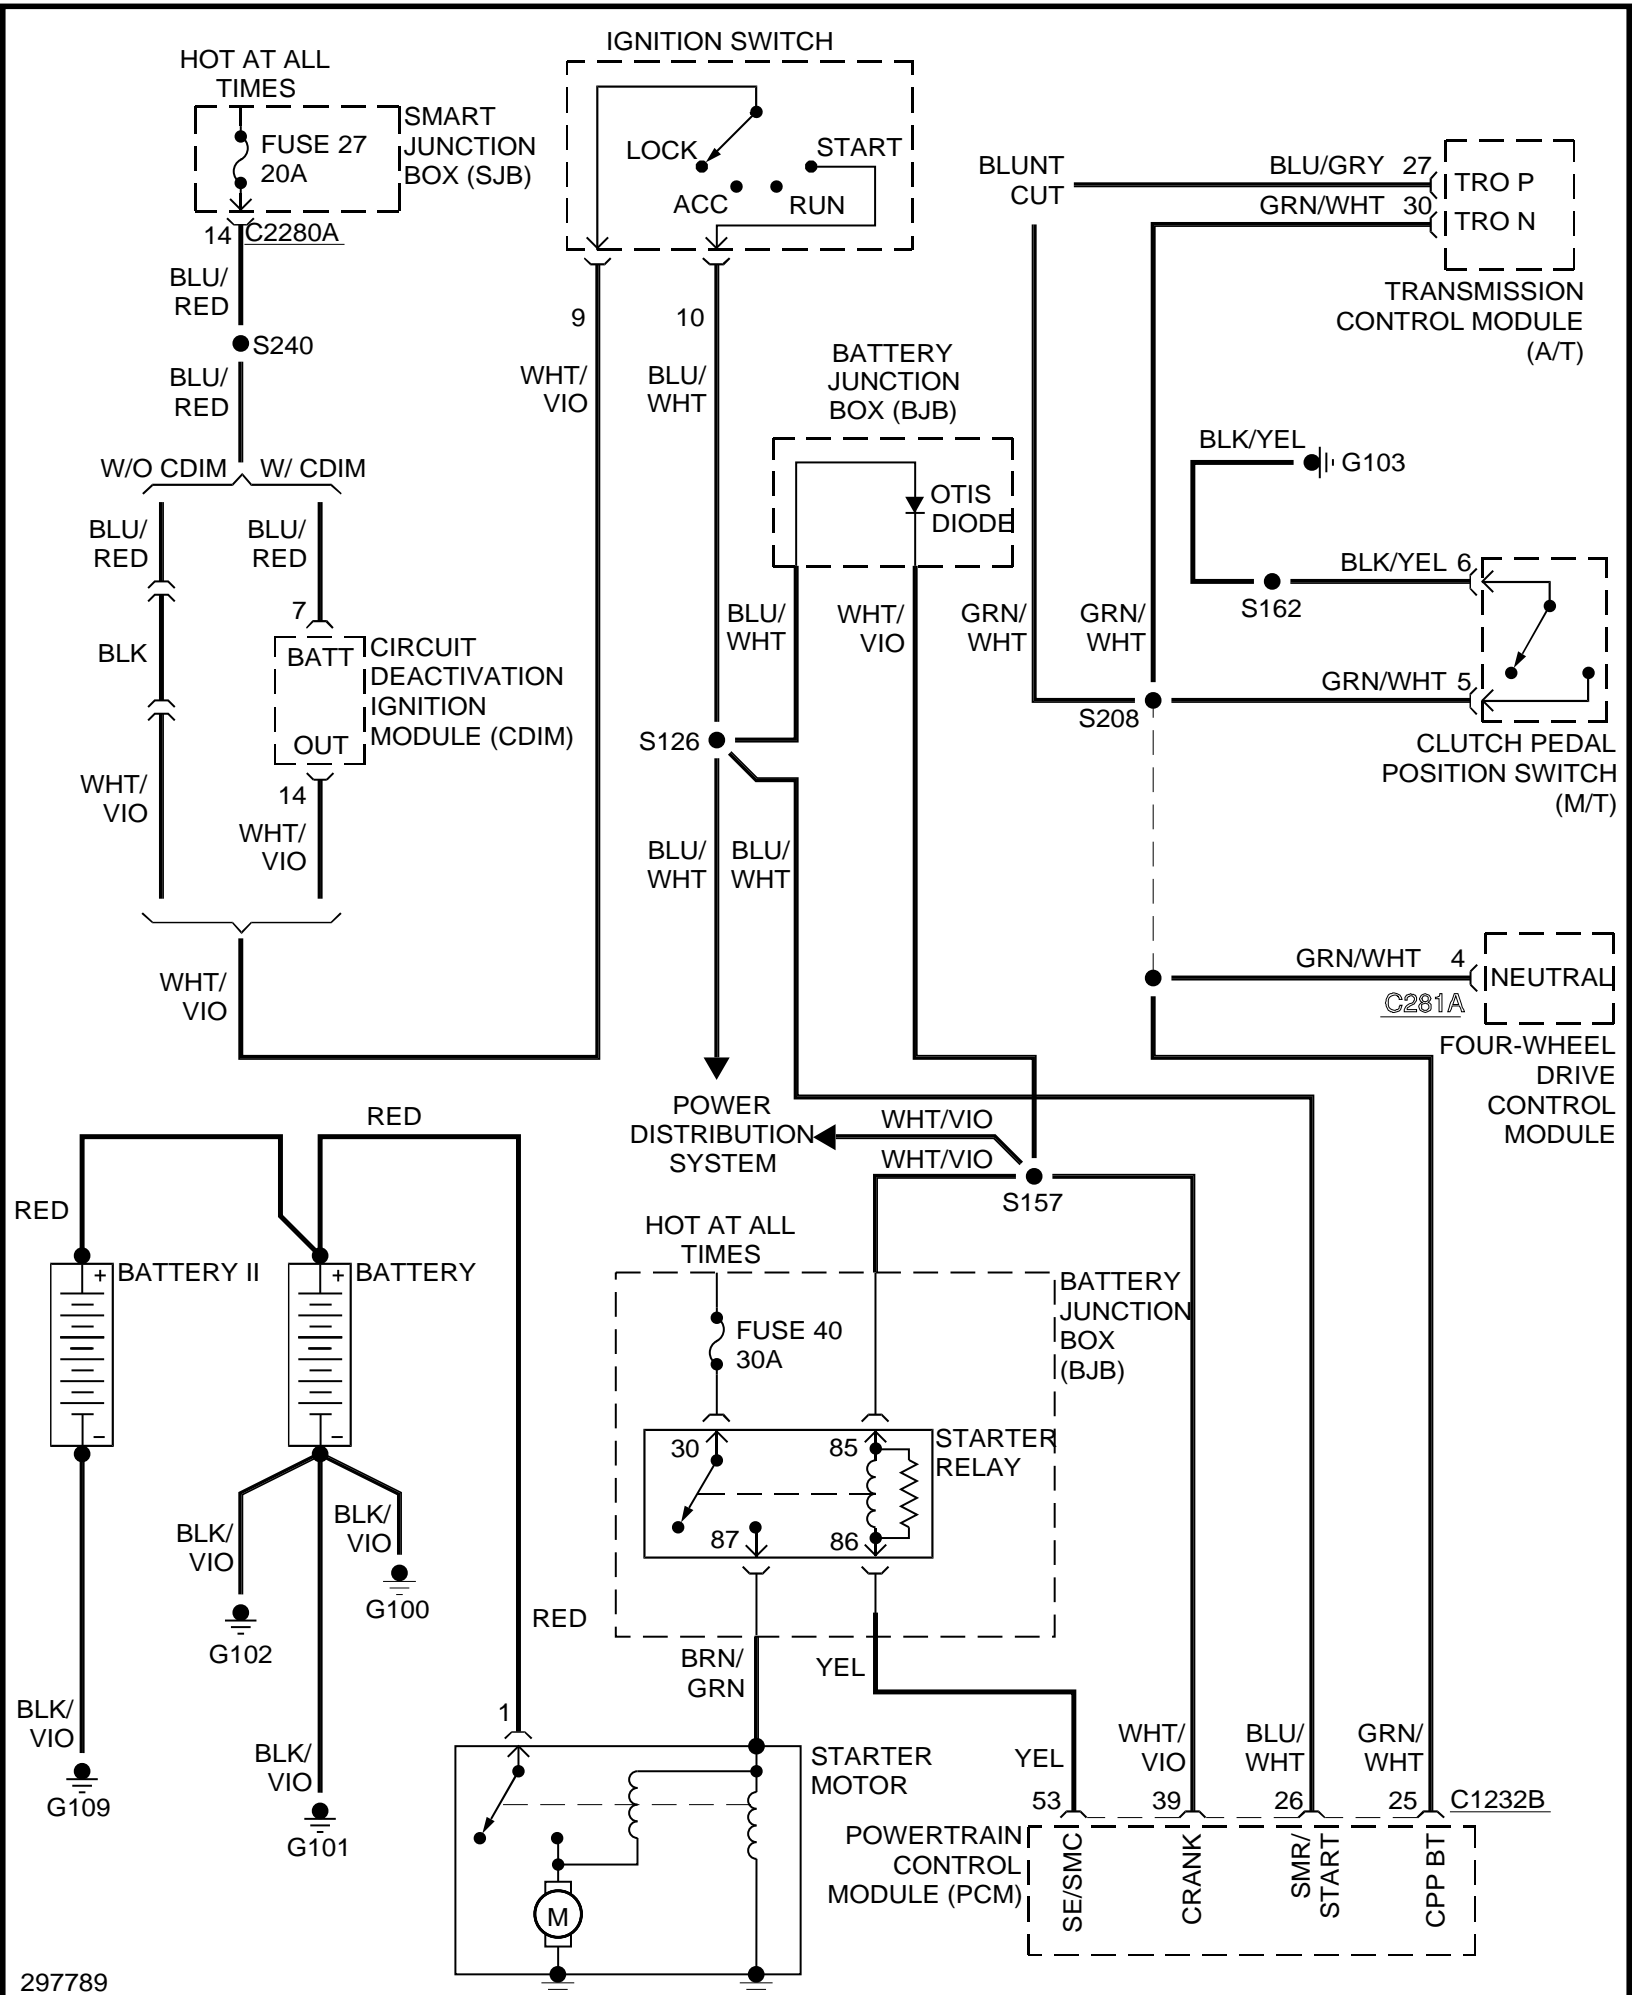 IGNITION SWITCH
HOT AT ALL
TIMES
SMART
JUNCTION
BOX (SJB)
FUSE 27
20A
14
C2280A
LOCK
START
ACC
RUN
BLUNT
CUT
BLU/GRY 27
TRO P
GRN/WHT 30
TRO N
TRANSMISSION
CONTROL MODULE
(A/T)
BLU/
RED
S240
BLU/
RED
9
10
WHT/
VIO
BLU/
WHT
BATTERY
JUNCTION
BOX (BJB)
OTIS
DIODE
W/O CDIM
W/ CDIM
BLU/
RED
BLU/
RED
BLK
7
BATT
OUT
CIRCUIT
DEACTIVATION
IGNITION
MODULE (CDIM)
14
WHT/
VIO
WHT/
VIO
WHT/
VIO
BLK/YEL
G103
BLK/YEL 6
S162
GRN/WHT 5
S208
CLUTCH PEDAL
POSITION SWITCH
(M/T)
BLU/
WHT
WHT/
VIO
GRN/
WHT
GRN/
WHT
S126
BLU/
WHT
BLU/
WHT
GRN/WHT 4
C281A
NEUTRAL
FOUR-WHEEL
DRIVE
CONTROL
MODULE
POWER
DISTRIBUTION
SYSTEM
WHT/VIO
WHT/VIO
S157
RED
RED
+
BATTERY II
–
+
BATTERY
–
HOT AT ALL
TIMES
FUSE 40
30A
BATTERY
JUNCTION
BOX
(BJB)
30
85
STARTER
RELAY
87
86
BLK/
VIO
BLK/
VIO
G100
G102
RED
BRN/
GRN
YEL
BLK/
VIO
G109
BLK/
VIO
G101
1
STARTER
MOTOR
M
YEL
WHT/
VIO
BLU/
WHT
GRN/
WHT
53
39
26
25
C1232B
POWERTRAIN
CONTROL
MODULE (PCM)
SE/SMC
CRANK
SMR/
START
CPP BT
297789